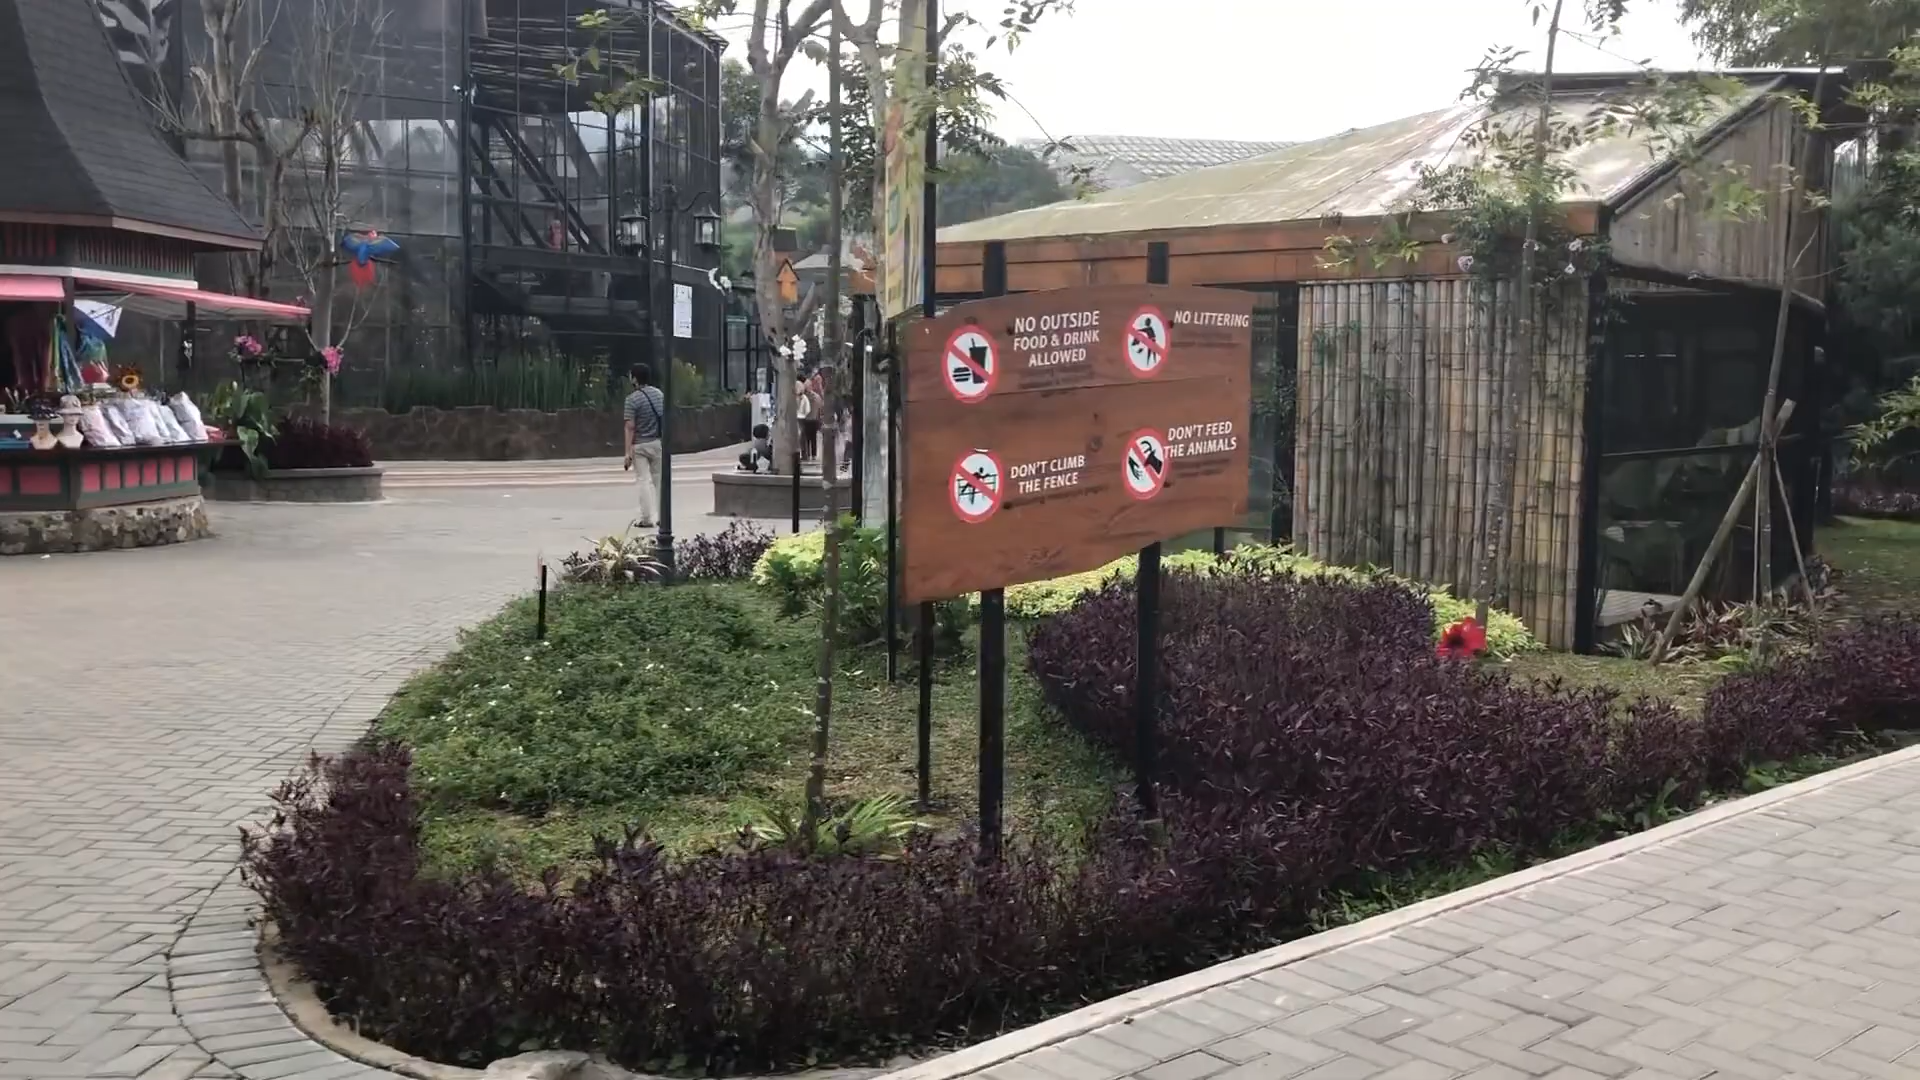 NO OUTSIDE
FOOD & DRINK
ALLOWED
NO LITTERING
DON'T CLIMB
THE FENCE
DON'T FEED
THE ANIMALS